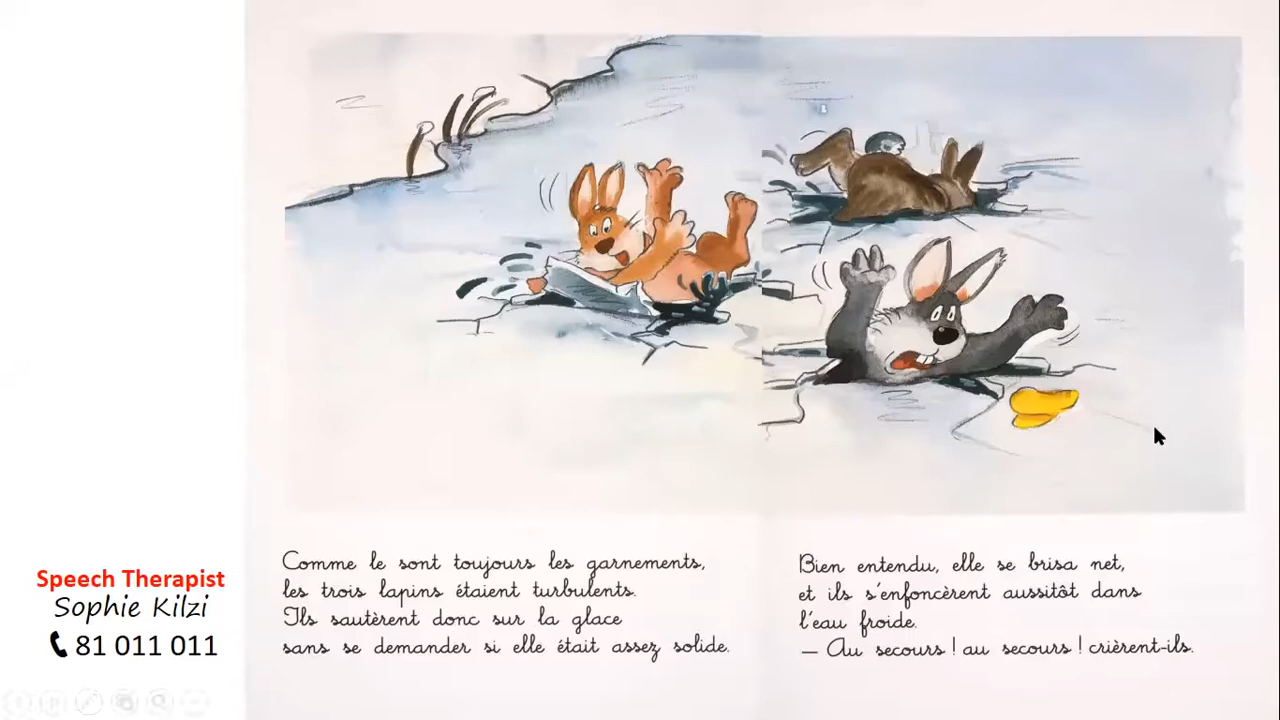 Comme le sont toujours les garnements,
les trois lapins étaient turbulents.
Ils sautèrent donc sur la glace
sans se demander si elle était assez solide.
Bien entendu, elle se brisa net,
et ils s'enfoncèrent aussitôt dans
l'eau froide.
– Au secours ! au secours ! crièrent-ils.
Speech Therapist
Sophie Kilzi
81 011 011